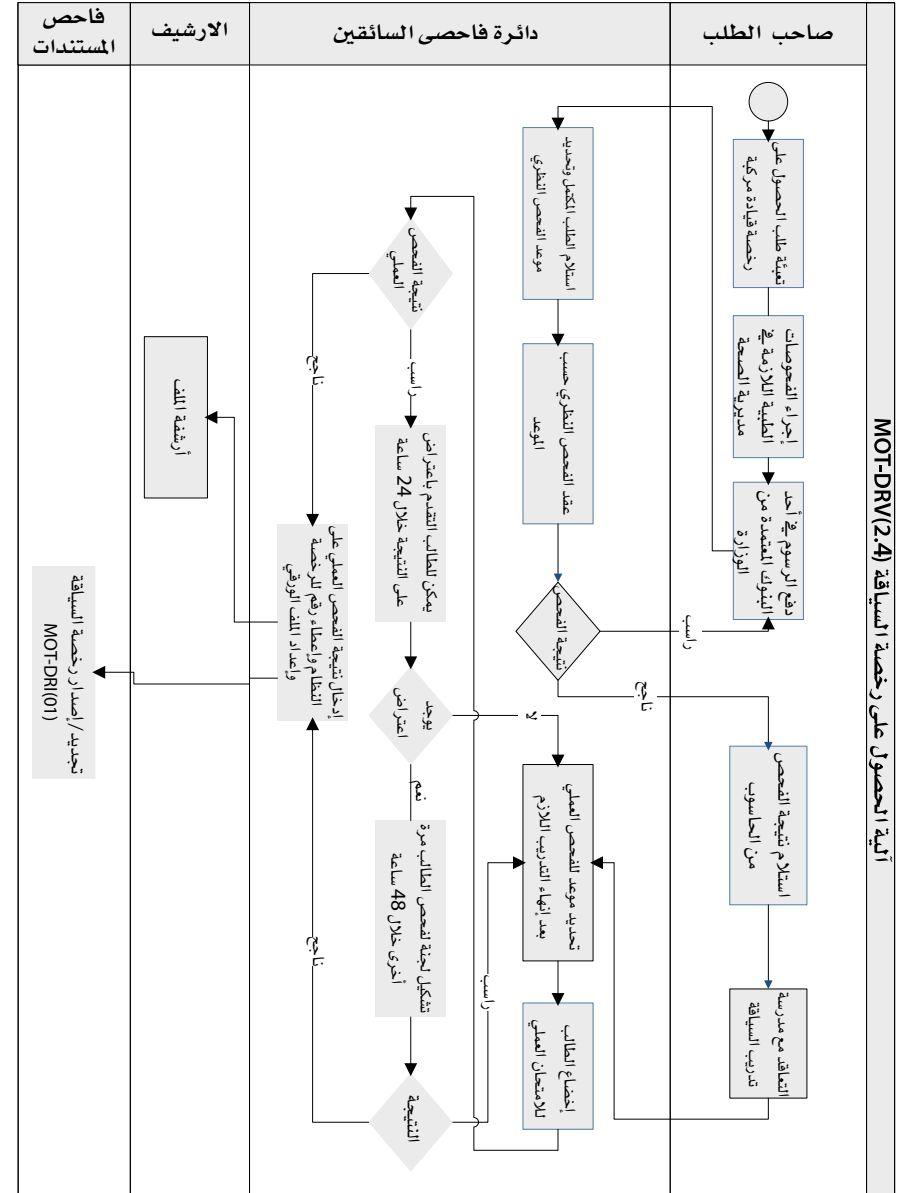 آلية الحصول على رخصة السياقة MOT-DRV(2.4)
صاحب الطلب
دائرة فاحصى السائقين
الارشيف
فاحص
المستندات
تعبئة طلب الحصول على
رخصة قيادة مركبة
إجراء الفحوصات
الطبية اللازمة في
مديرية الصحة
دفع الرسوم في أحد
البنوك المعتمدة من
الوزارة
استلام نتيجة الفحص
من الحاسوب
التعاقد مع مدرسة
تدريب السياقة
استلام الطلب المكتمل وتحديد
موعد الفحص النظري
عقد الفحص النظري حسب
الموعد
نتيجة الفحص
راسب
ناجح
تحديد موعد للفحص العملي
بعد إنهاء التدريب اللازم
إخضاع الطالب
للامتحان العملي
نتيجة الفحص
العملي
راسب
ناجح
يمكن للطالب التقدم باعتراض
على النتيجة خلال 24 ساعة
يوجد
اعتراض
لا
نعم
تشكيل لجنة لفحص الطالب مرة
أخرى خلال 48 ساعة
النتيجة
راسب
ناجح
إدخال نتيجة الفحص العملي على
النظام وإعطاء رقم للرخصة
وإعداد الملف الورقي
أرشفة الملف
تجديد/إصدار رخصة السياقة
MOT-DRI(01)